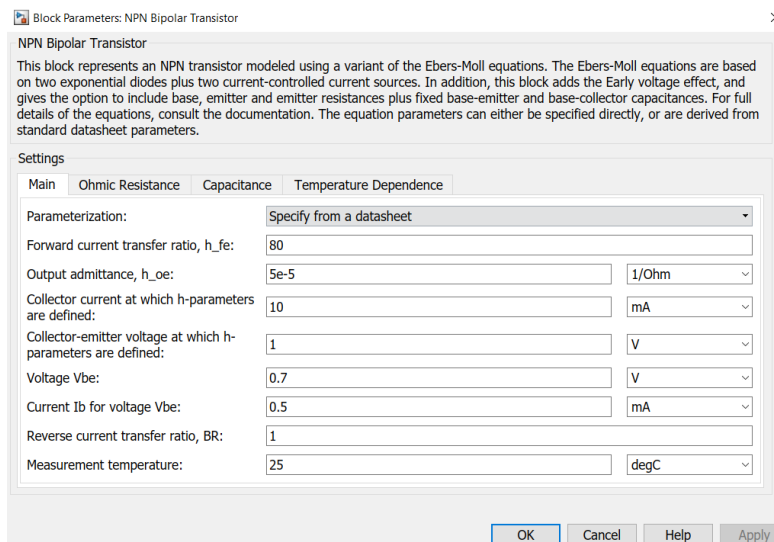 Block Parameters: NPN Bipolar Transistor
NPN Bipolar Transistor
This block represents an NPN transistor modeled using a variant of the Ebers-Moll equations. The Ebers-Moll equations are based
on two exponential diodes plus two current-controlled current sources. In addition, this block adds the Early voltage effect, and
gives the option to include base, emitter and emitter resistances plus fixed base-emitter and base-collector capacitances. For full
details of the equations, consult the documentation. The equation parameters can either be specified directly, or are derived from
standard datasheet parameters.
Settings
Main Ohmic Resistance Capacitance Temperature Dependence
Parameterization: Specify from a datasheet
Forward current transfer ratio, h_fe: 80
Output admittance, h_oe: 5e-5 1/Ohm
Collector current at which h-parameters
are defined: 10 mA
Collector-emitter voltage at which h-
parameters are defined: 1 V
Voltage Vbe: 0.7 V
Current Ib for voltage Vbe: 0.5 mA
Reverse current transfer ratio, BR: 1
Measurement temperature: 25 degC
OK Cancel Help Apply